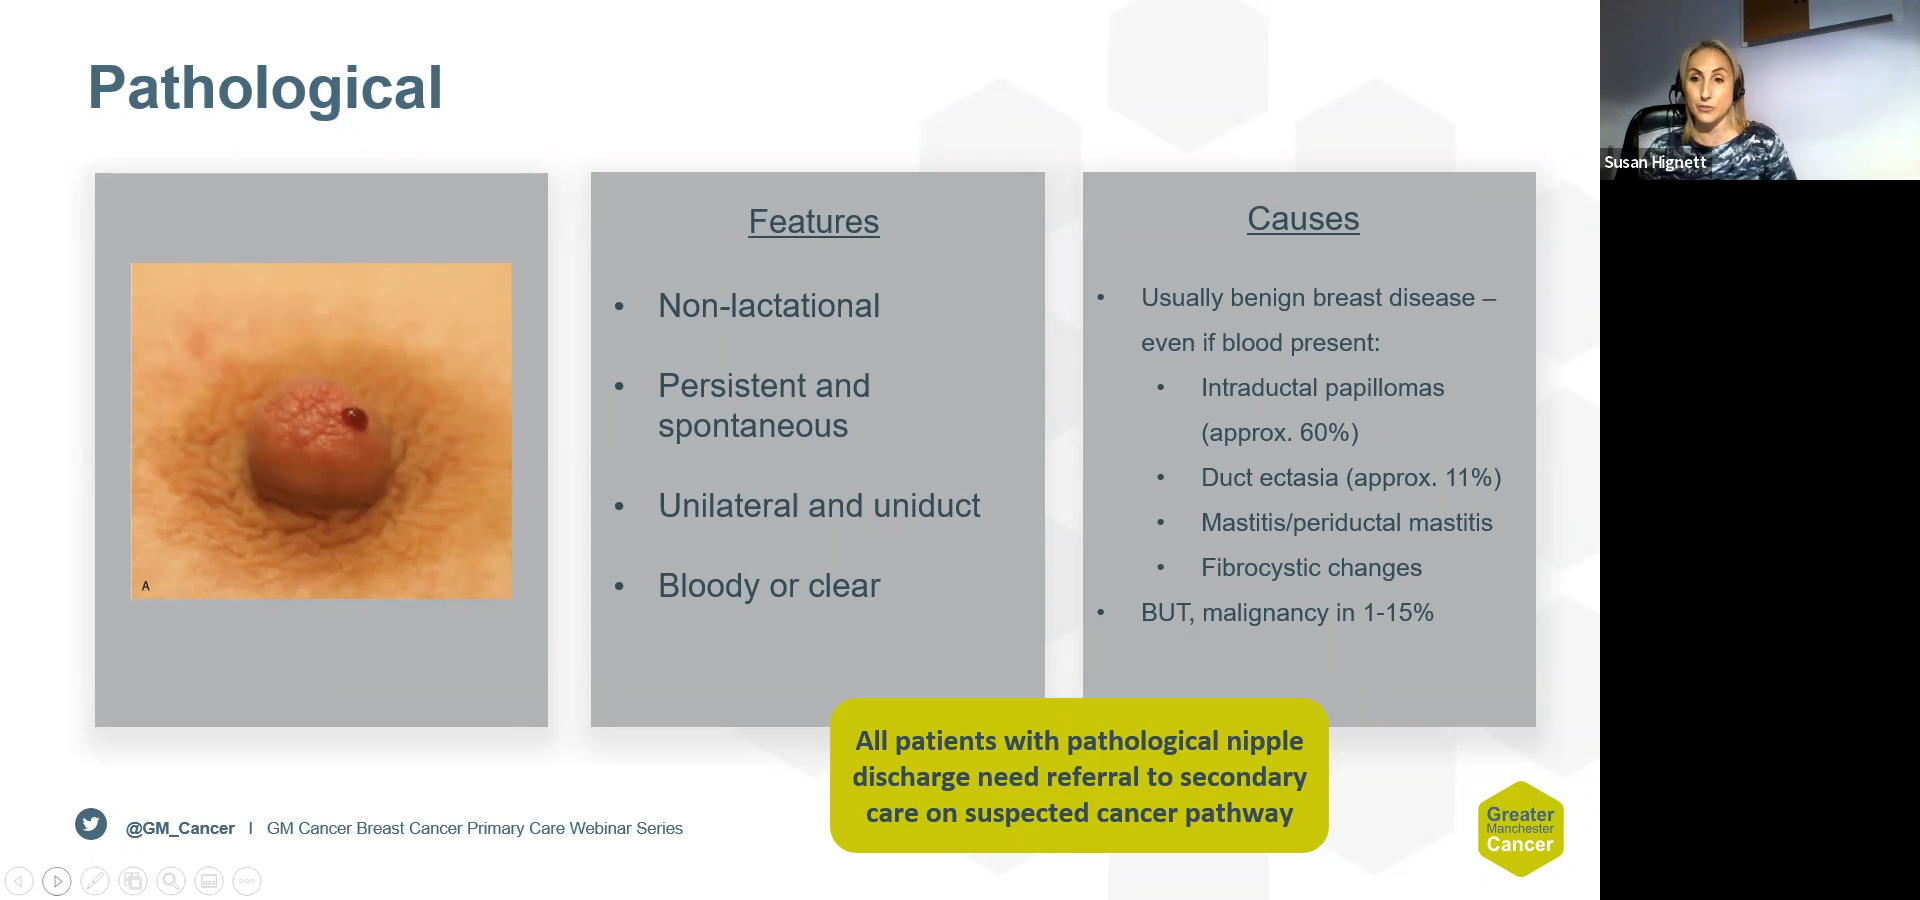 Pathological
A
Features
• Non-lactational
• Persistent and
spontaneous
• Unilateral and uniduct
• Bloody or clear
Causes
• Usually benign breast disease –
even if blood present:
• Intraductal papillomas
(approx. 60%)
• Duct ectasia (approx. 11%)
• Mastitis/periductal mastitis
• Fibrocystic changes
• BUT, malignancy in 1-15%
All patients with pathological nipple
discharge need referral to secondary
care on suspected cancer pathway
@GM_Cancer | GM Cancer Breast Cancer Primary Care Webinar Series
Greater
Manchester
Cancer
Susan Hignett